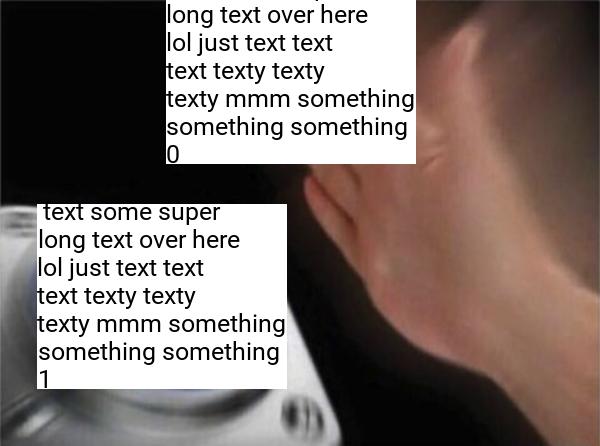 long text over here
lol just text text
text texty texty
texty mmm something
something something
0
text some super
long text over here
lol just text text
text texty texty
texty mmm something
something something
1